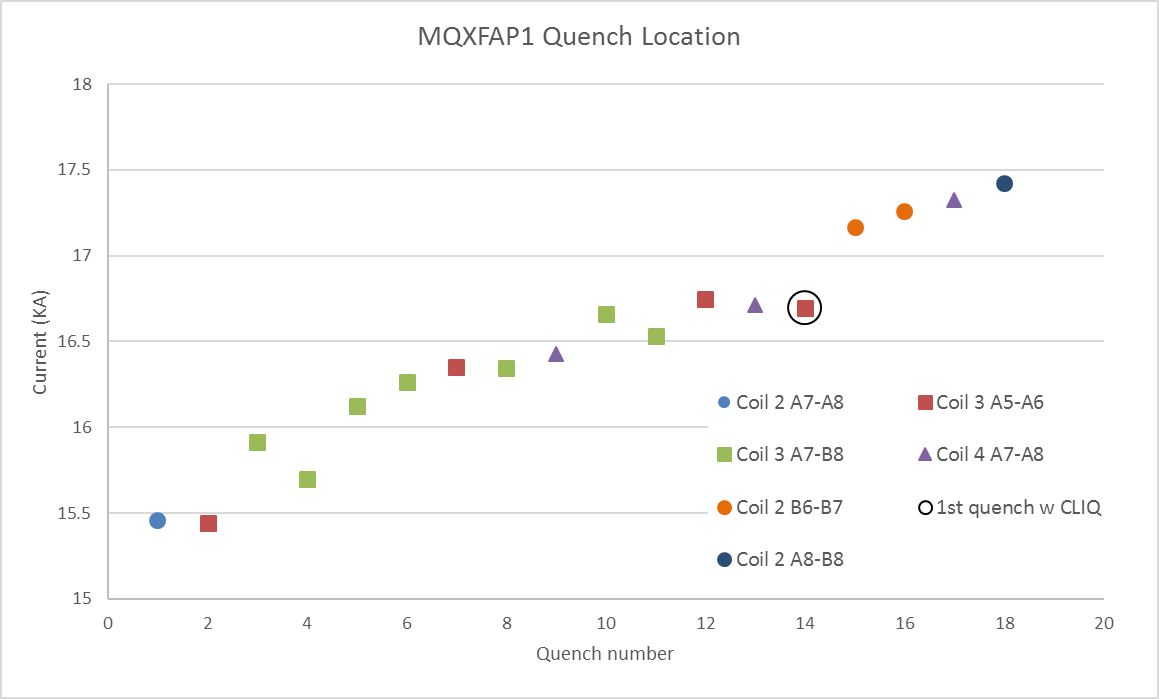 MQXFAP1 Quench Location
18
17.5
17
16.5
16
15.5
15
Current (KA)
0 2 4 6 8 10 12 14 16 18 20
Quench number
Coil 2 A7-A8 Coil 3 A5-A6
Coil 3 A7-B8 Coil 4 A7-A8
Coil 2 B6-B7 1st quench w CLIQ
Coil 2 A8-B8